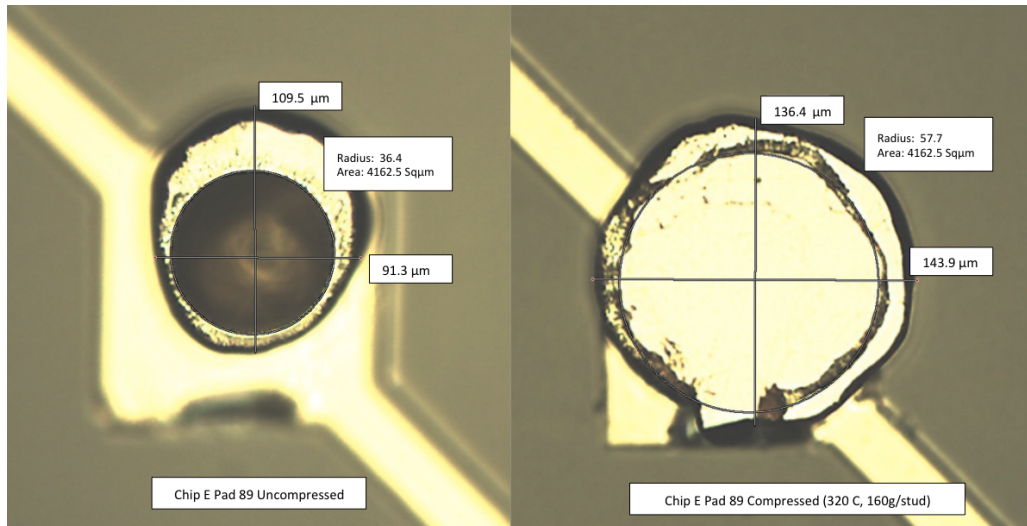 109.5 µm
Radius: 36.4
Area: 4162.5 Sqµm
91.3 µm
Chip E Pad 89 Uncompressed
136.4 µm
Radius: 57.7
Area: 4162.5 Sqµm
143.9 µm
Chip E Pad 89 Compressed (320 C, 160g/stud)